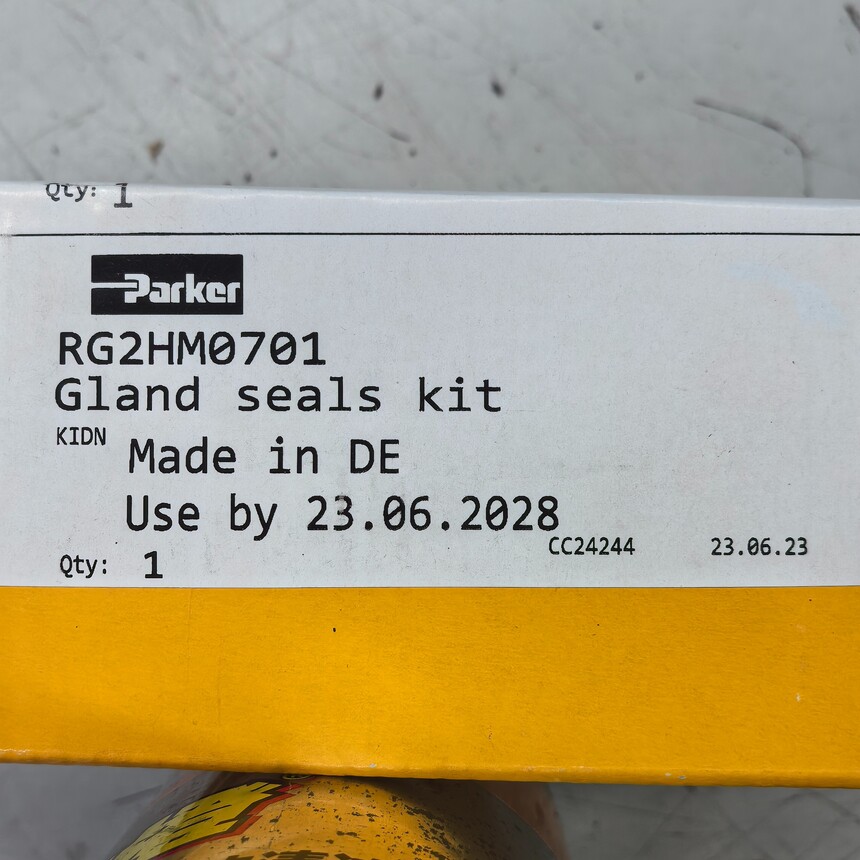 Qty: 1
Parker
RG2HM0701
Gland seals kit
KIDN
Made in DE
Use by 23.06.2028
CC24244 23.06.23
Qty: 1